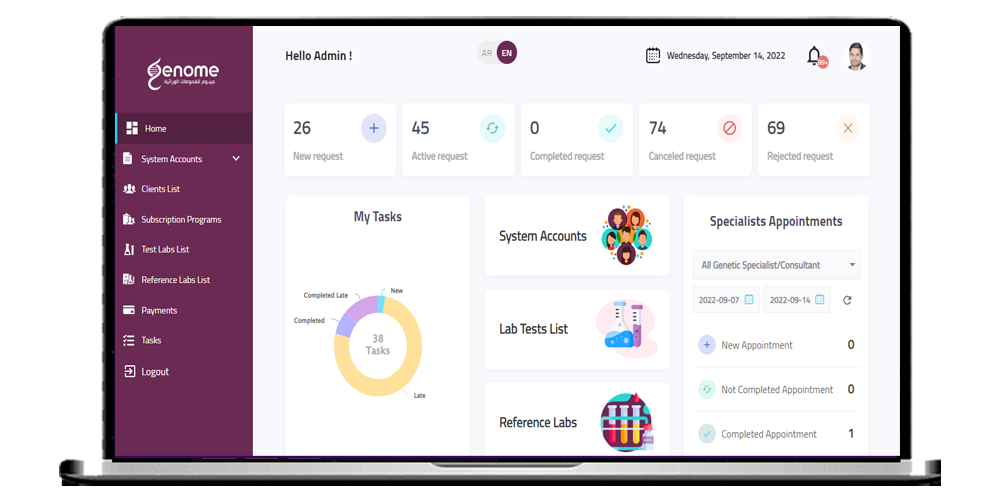 Genome
جينوم للفحوصات الوراثية
Home
System Accounts
Clients List
Subscription Programs
Test Labs List
Reference Labs List
Payments
Tasks
Logout
Hello Admin !
AR EN
Wednesday, September 14, 2022
99+
26
New request
45
Active request
0
Completed request
74
Canceled request
69
Rejected request
My Tasks
New
Completed Late
Completed
38
Tasks
Late
System Accounts
Lab Tests List
Reference Labs
Specialists Appointments
All Genetic Specialist/Consultant
2022-09-07 2022-09-14
New Appointment 0
Not Completed Appointment 0
Completed Appointment 1